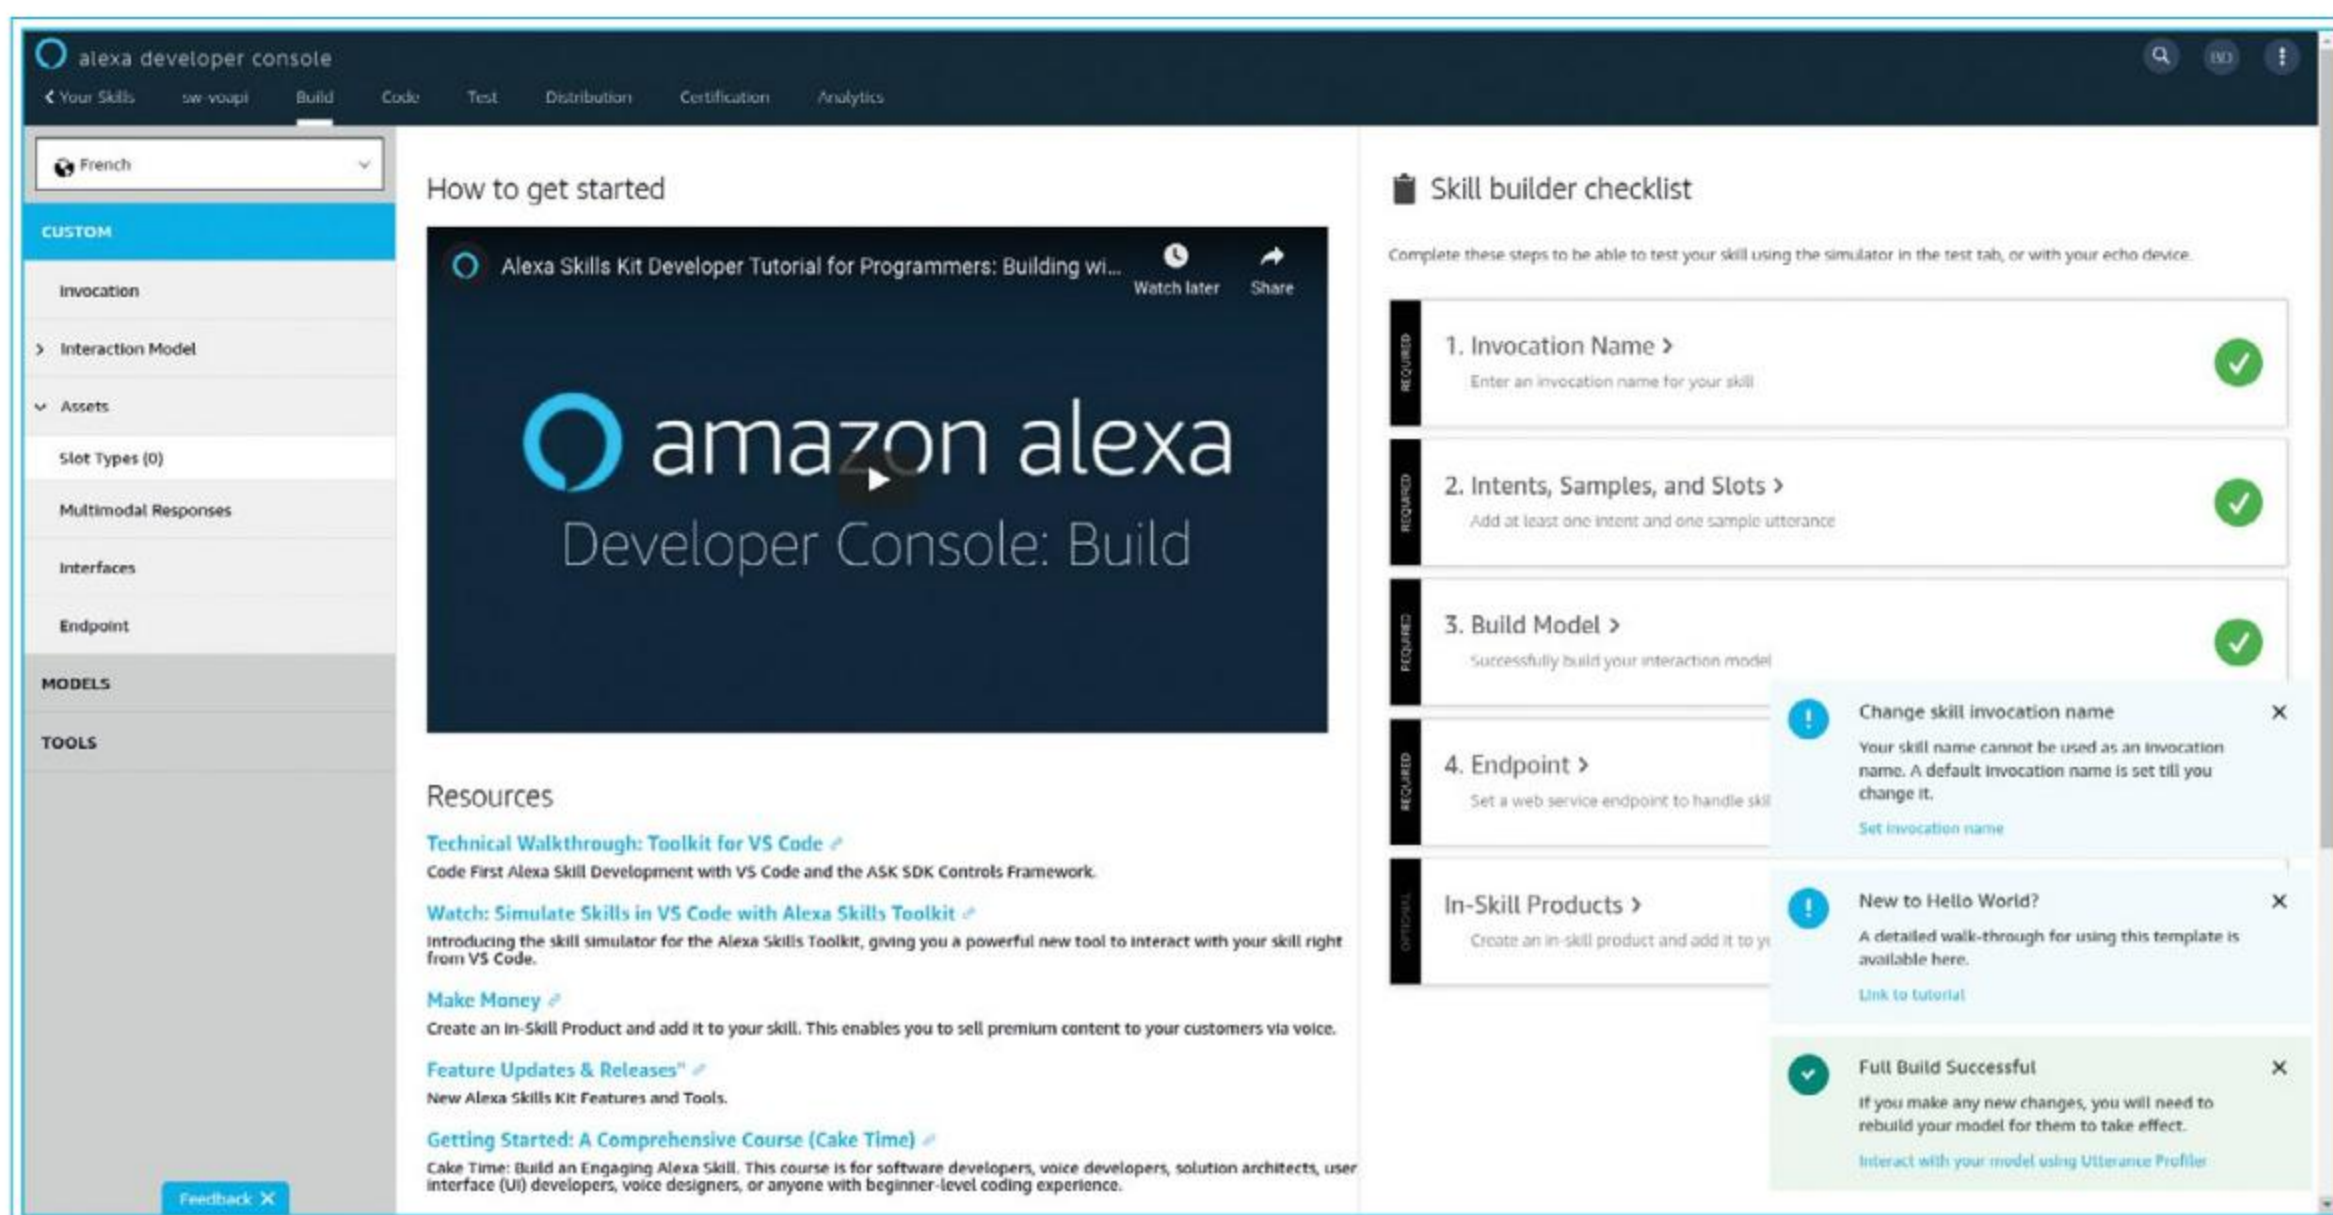 alexa developer console
BD
Your Skills
sw-voapi
Build
Code
Test
Distribution
Certification
Analytics
French
CUSTOM
Invocation
Interaction Model
Assets
Slot Types (0)
Multimodal Responses
Interfaces
Endpoint
MODELS
TOOLS
Feedback
How to get started
Alexa Skills Kit Developer Tutorial for Programmers: Building wi...
Watch later
Share
amazon alexa
Developer Console: Build
Resources
Technical Walkthrough: Toolkit for VS Code
Code First Alexa Skill Development with VS Code and the ASK SDK Controls Framework.
Watch: Simulate Skills in VS Code with Alexa Skills Toolkit
Introducing the skill simulator for the Alexa Skills Toolkit, giving you a powerful new tool to interact with your skill right
from VS Code.
Make Money
Create an In-Skill Product and add it to your skill. This enables you to sell premium content to your customers via voice.
Feature Updates & Releases"
New Alexa Skills Kit Features and Tools.
Getting Started: A Comprehensive Course (Cake Time)
Cake Time: Build an Engaging Alexa Skill. This course is for software developers, voice developers, solution architects, user
interface (UI) developers, voice designers, or anyone with beginner-level coding experience.
Skill builder checklist
Complete these steps to be able to test your skill using the simulator in the test tab, or with your echo device.
REQUIRED
1. Invocation Name >
Enter an invocation name for your skill
REQUIRED
2. Intents, Samples, and Slots >
Add at least one intent and one sample utterance
REQUIRED
3. Build Model >
Successfully build your interaction model
REQUIRED
4. Endpoint >
Set a web service endpoint to handle skil
OPTIONAL
In-Skill Products >
Create an in-skill product and add it to y
Change skill invocation name
Your skill name cannot be used as an invocation
name. A default invocation name is set till you
change it.
Set invocation name
New to Hello World?
A detailed walk-through for using this template is
available here.
Link to tutorial
Full Build Successful
If you make any new changes, you will need to
rebuild your model for them to take effect.
Interact with your model using Utterance Profiler